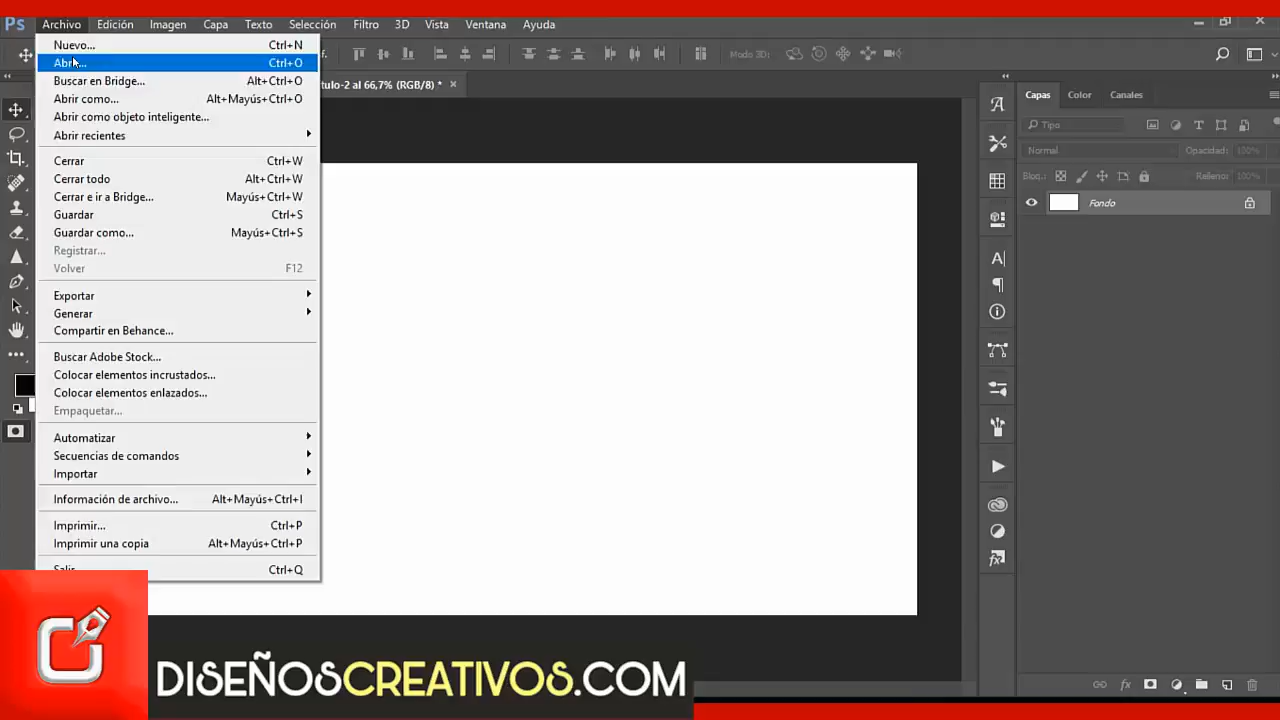 Ps Archivo Edición Imagen Capa Texto Selección Filtro 3D Vista Ventana Ayuda
Nuevo... Ctrl+N
Abrir... Ctrl+O
Buscar en Bridge... Alt+Ctrl+O
Abrir como... Alt+Mayús+Ctrl+O
Abrir como objeto inteligente...
Abrir recientes
Cerrar Ctrl+W
Cerrar todo Alt+Ctrl+W
Cerrar e ir a Bridge... Mayús+Ctrl+W
Guardar Ctrl+S
Guardar como... Mayús+Ctrl+S
Registrar...
Volver F12
Exportar
Generar
Compartir en Behance...
Buscar Adobe Stock...
Colocar elementos incrustados...
Colocar elementos enlazados...
Empaquetar...
Automatizar
Secuencias de comandos
Importar
Información de archivo... Alt+Mayús+Ctrl+I
Imprimir... Ctrl+P
Imprimir una copia Alt+Mayús+Ctrl+P
Salir Ctrl+Q
Modo 3D:
tulo-2 al 66,7% (RGB/8) *
Capas Color Canales
Tipo
Normal Opacidad: 100%
Bloq.: Relleno: 100%
Fondo
DISEÑOSCREATIVOS.COM